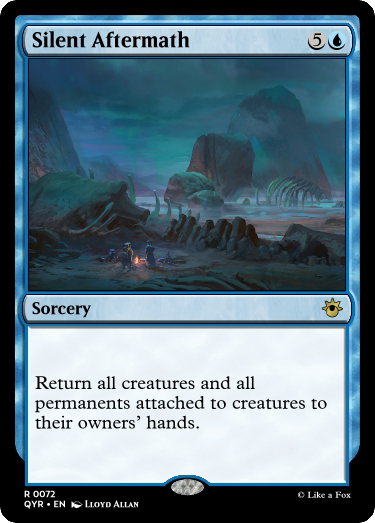 Silent Aftermath 5
Sorcery
Return all creatures and all
permanents attached to creatures to
their owners' hands.
R 0072
QYR • EN LLOYD ALLAN
© Like a Fox